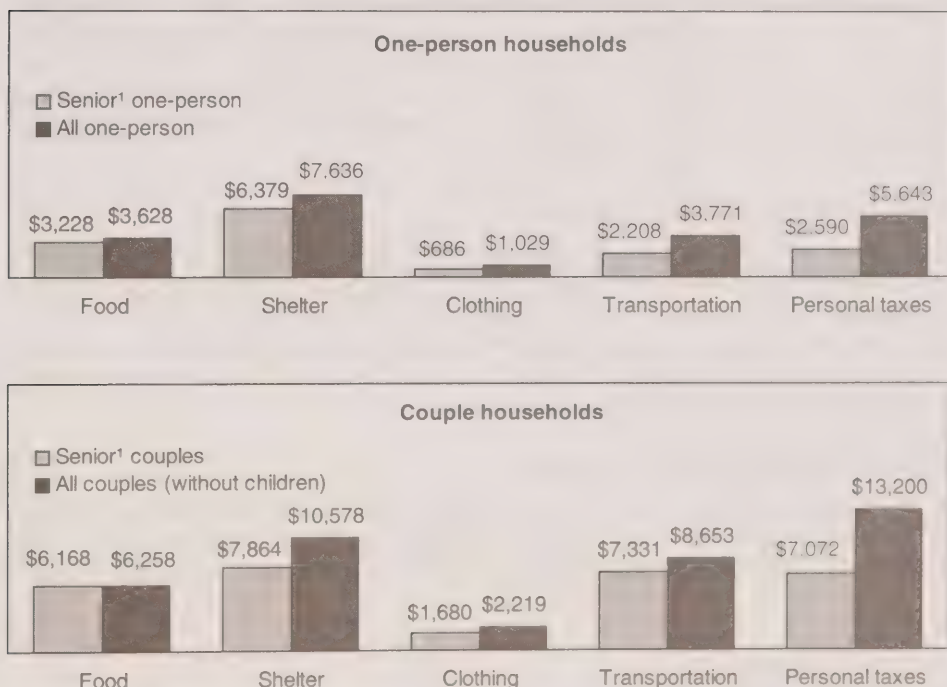 One-person households
Senior¹ one-person
All one-person
$3,228 $3,628 $6,379 $7,636 $686 $1,029 $2,208 $3,771 $2,590 $5,643
Food Shelter Clothing Transportation Personal taxes
Couple households
Senior¹ couples
All couples (without children)
$6,168 $6,258 $7,864 $10,578 $1,680 $2,219 $7,331 $8,653 $7,072 $13,200
Food Shelter Clothing Transportation Personal taxes